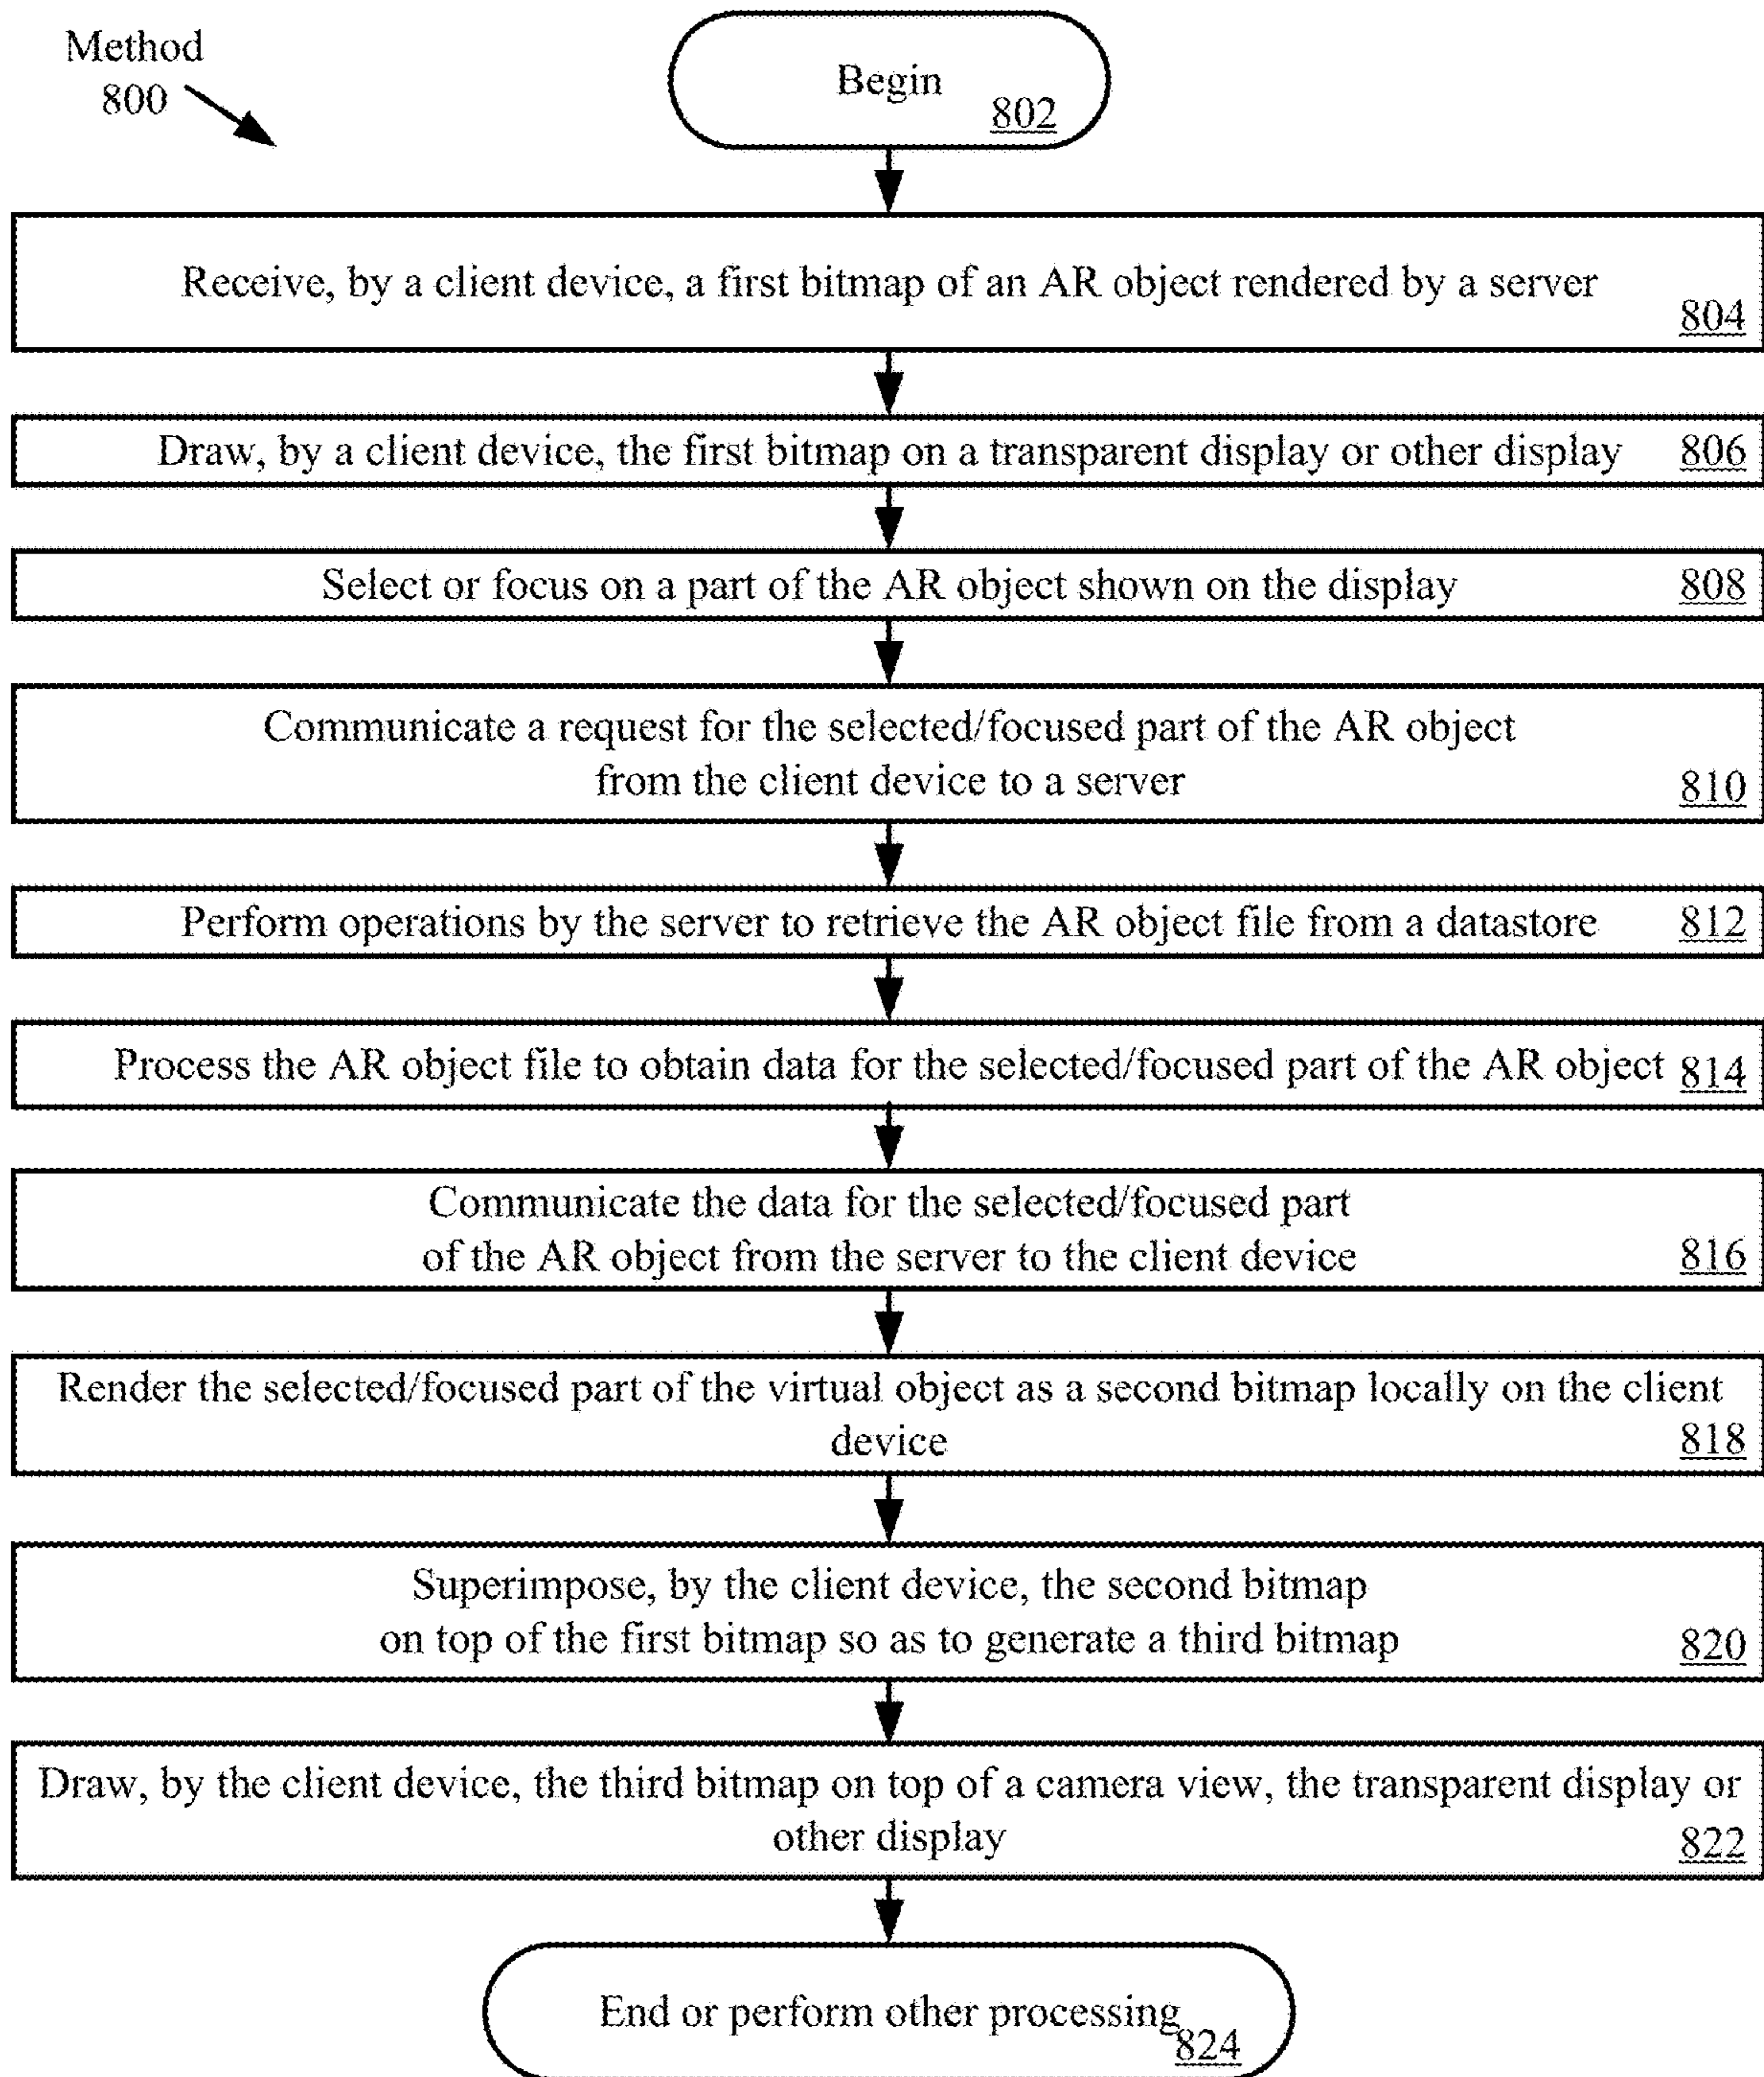 Method
800
Begin
802
Receive, by a client device, a first bitmap of an AR object rendered by a server
804
Draw, by a client device, the first bitmap on a transparent display or other display 806
Select or focus on a part of the AR object shown on the display 808
Communicate a request for the selected/focused part of the AR object
from the client device to a server 810
Perform operations by the server to retrieve the AR object file from a datastore 812
Process the AR object file to obtain data for the selected/focused part of the AR object 814
Communicate the data for the selected/focused part
of the AR object from the server to the client device 816
Render the selected/focused part of the virtual object as a second bitmap locally on the client
device 818
Superimpose, by the client device, the second bitmap
on top of the first bitmap so as to generate a third bitmap 820
Draw, by the client device, the third bitmap on top of a camera view, the transparent display or
other display 822
End or perform other processing
824